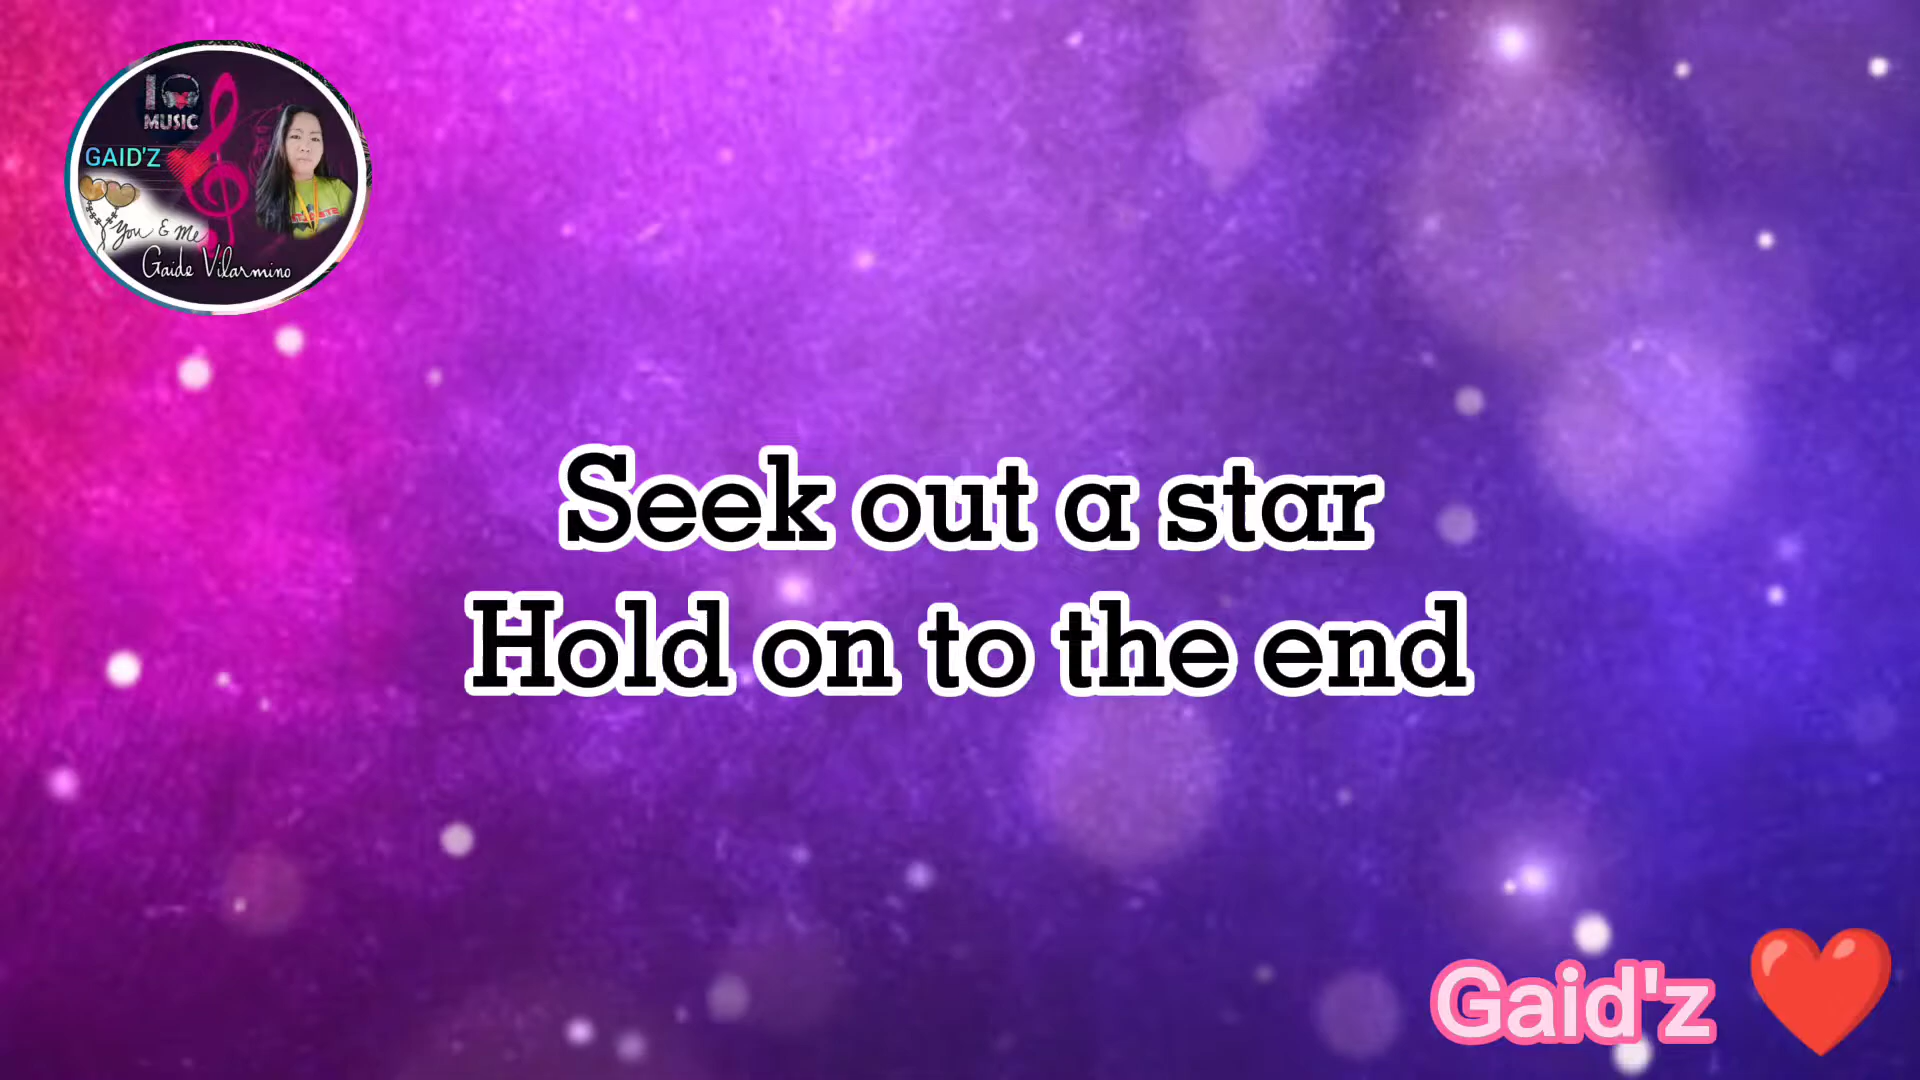 I
MUSIC
GAID'Z
You & Me
Gaide Vilarmino
Seek out a star
Hold on to the end
Gaid'z